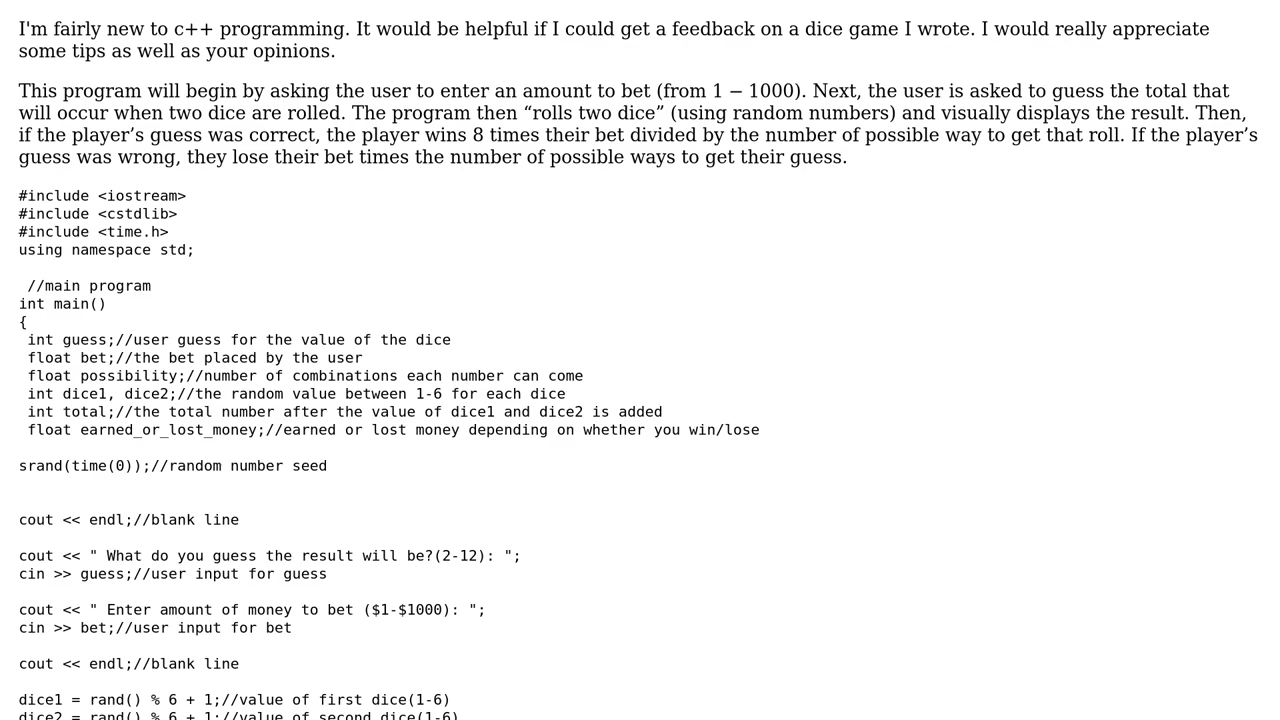 I'm fairly new to c++ programming. It would be helpful if I could get a feedback on a dice game I wrote. I would really appreciate
some tips as well as your opinions.
This program will begin by asking the user to enter an amount to bet (from 1 − 1000). Next, the user is asked to guess the total that
will occur when two dice are rolled. The program then “rolls two dice” (using random numbers) and visually displays the result. Then,
if the player’s guess was correct, the player wins 8 times their bet divided by the number of possible way to get that roll. If the player’s
guess was wrong, they lose their bet times the number of possible ways to get their guess.
#include <iostream>
#include <cstdlib>
#include <time.h>
using namespace std;
//main program
int main()
{
int guess;//user guess for the value of the dice
float bet;//the bet placed by the user
float possibility;//number of combinations each number can come
int dice1, dice2;//the random value between 1-6 for each dice
int total;//the total number after the value of dice1 and dice2 is added
float earned_or_lost_money;//earned or lost money depending on whether you win/lose
srand(time(0));//random number seed
cout << endl;//blank line
cout << " What do you guess the result will be?(2-12): ";
cin >> guess;//user input for guess
cout << " Enter amount of money to bet ($1-$1000): ";
cin >> bet;//user input for bet
cout << endl;//blank line
dice1 = rand() % 6 + 1;//value of first dice(1-6)
dice2 = rand() % 6 + 1;//value of second dice(1-6)